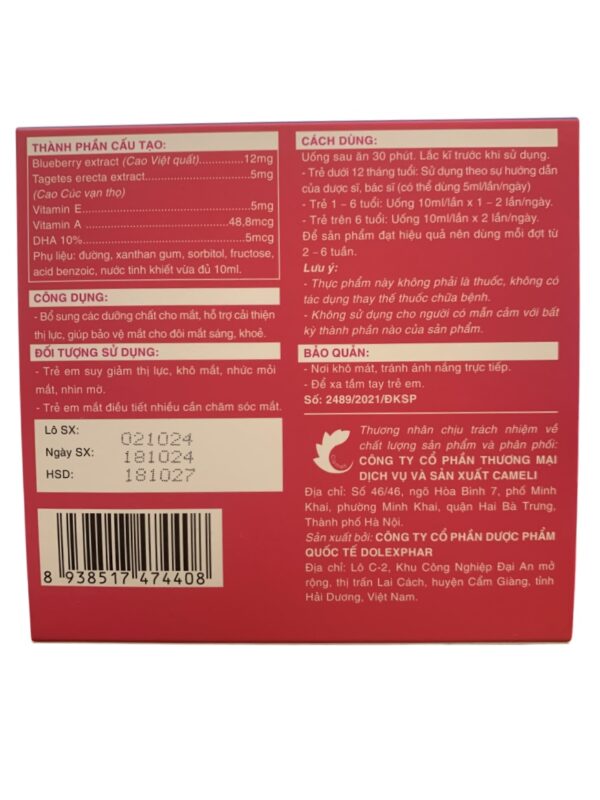 THÀNH PHẦN CẤU TẠO:
Blueberry extract (Cao Việt quất)..................12mg
Tagetes erecta extract...........................5mg
(Cao Cúc vạn thọ)
Vitamin E.............................................5mg
Vitamin A.......................................48,8mcg
DHA 10%...........................................5mcg
Phụ liệu: đường, xanthan gum, sorbitol, fructose,
acid benzoic, nước tinh khiết vừa đủ 10ml.
CÔNG DỤNG:
- Bổ sung các dưỡng chất cho mắt, hỗ trợ cải thiện
thị lực, giúp bảo vệ mắt cho đôi mắt sáng, khoẻ.
ĐỐI TƯỢNG SỬ DỤNG:
- Trẻ em suy giảm thị lực, khô mắt, nhức mỏi
mắt, nhìn mờ.
- Trẻ em mắt điều tiết nhiều cần chăm sóc mắt.
Lô SX: 021024
Ngày SX: 181024
HSD: 181027
8 938517 474408
CÁCH DÙNG:
Uống sau ăn 30 phút. Lắc kĩ trước khi sử dụng.
- Trẻ dưới 12 tháng tuổi: Sử dụng theo sự hướng dẫn
của dược sĩ, bác sĩ (có thể dùng 5ml/lần/ngày)
- Trẻ 1 – 6 tuổi: Uống 10ml/lần x 1 – 2 lần/ngày.
- Trẻ trên 6 tuổi: Uống 10ml/lần x 2 lần/ngày.
Để sản phẩm đạt hiệu quả nên dùng mỗi đợt từ
2 – 6 tuần.
Lưu ý:
- Thực phẩm này không phải là thuốc, không có
tác dụng thay thế thuốc chữa bệnh.
- Không sử dụng cho người có mẫn cảm với bất
kỳ thành phần nào của sản phẩm.
BẢO QUẢN:
- Nơi khô mát, tránh ánh nắng trực tiếp.
- Để xa tầm tay trẻ em.
Số: 2489/2021/ĐKSP
Thương nhân chịu trách nhiệm về
chất lượng sản phẩm và phân phối:
CÔNG TY CỔ PHẦN THƯƠNG MẠI
DỊCH VỤ VÀ SẢN XUẤT CAMELI
Địa chỉ: Số 46/46, ngõ Hòa Bình 7, phố Minh
Khai, phường Minh Khai, quận Hai Bà Trưng,
Thành phố Hà Nội.
Sản xuất bởi: CÔNG TY CỔ PHẦN DƯỢC PHẨM
QUỐC TẾ DOLEXPHAR
Địa chỉ: Lô C-2, Khu Công Nghiệp Đại An mở
rộng, thị trấn Lai Cách, huyện Cẩm Giàng, tỉnh
Hải Dương, Việt Nam.